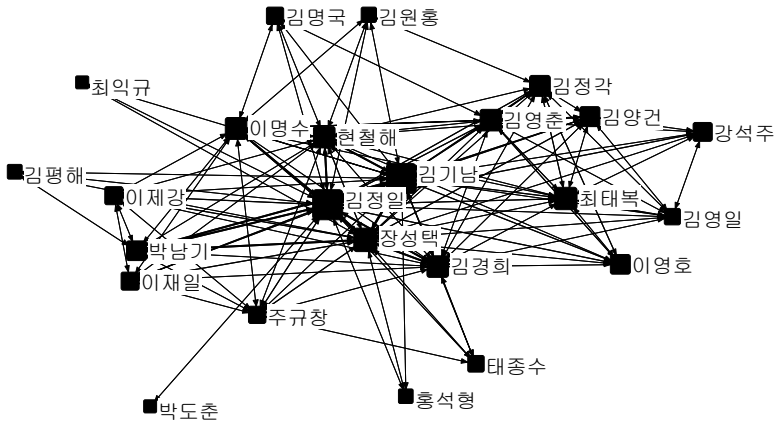 김명국
김원홍
최익규
김정각
이명수
현철해
김영춘
김양건
강석주
김평해
이제강
김기남
김정일
최태복
김영일
박남기
장성택
이재일
김경희
이영호
주규창
태종수
박도춘
홍석형